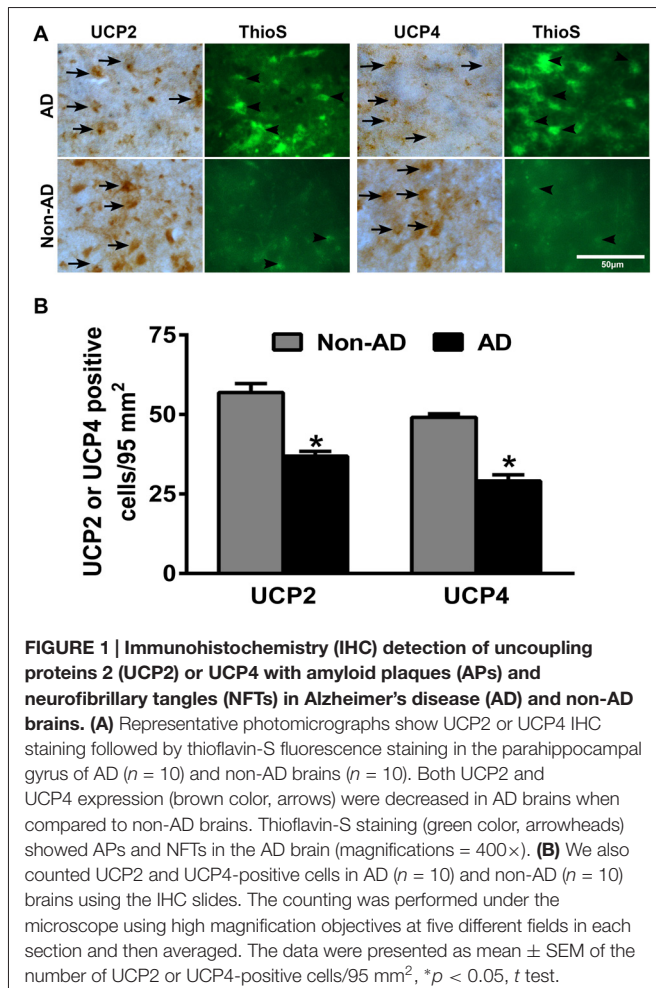 A
UCP2 ThioS UCP4 ThioS
AD
Non-AD
50µm
B
Non-AD AD
UCP2 or UCP4 positive
cells/95 mm²
75
50
25
0
* *
UCP2 UCP4
FIGURE 1 | Immunohistochemistry (IHC) detection of uncoupling
proteins 2 (UCP2) or UCP4 with amyloid plaques (APs) and
neurofibrillary tangles (NFTs) in Alzheimer's disease (AD) and non-AD
brains. (A) Representative photomicrographs show UCP2 or UCP4 IHC
staining followed by thioflavin-S fluorescence staining in the parahippocampal
gyrus of AD (n = 10) and non-AD brains (n = 10). Both UCP2 and
UCP4 expression (brown color, arrows) were decreased in AD brains when
compared to non-AD brains. Thioflavin-S staining (green color, arrowheads)
showed APs and NFTs in the AD brain (magnifications = 400×). (B) We also
counted UCP2 and UCP4-positive cells in AD (n = 10) and non-AD (n = 10)
brains using the IHC slides. The counting was performed under the
microscope using high magnification objectives at five different fields in each
section and then averaged. The data were presented as mean ± SEM of the
number of UCP2 or UCP4-positive cells/95 mm², *p < 0.05, t test.